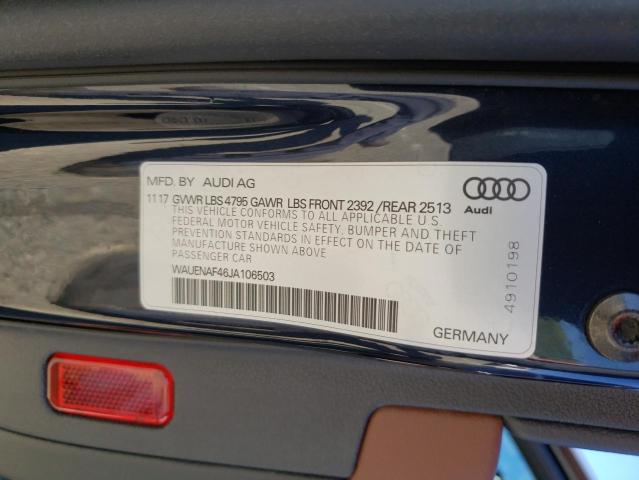 MFD. BY AUDI AG
11 17 GVWR LBS 4795 GAWR LBS FRONT 2392 /REAR 2513
THIS VEHICLE CONFORMS TO ALL APPLICABLE U S
FEDERAL MOTOR VEHICLE SAFETY, BUMPER AND THEFT
PREVENTION STANDARDS IN EFFECT ON THE DATE OF
MANUFACTURE SHOWN ABOVE
PASSENGER CAR
WAUENAF46JA106503
Audi
4910198
GERMANY